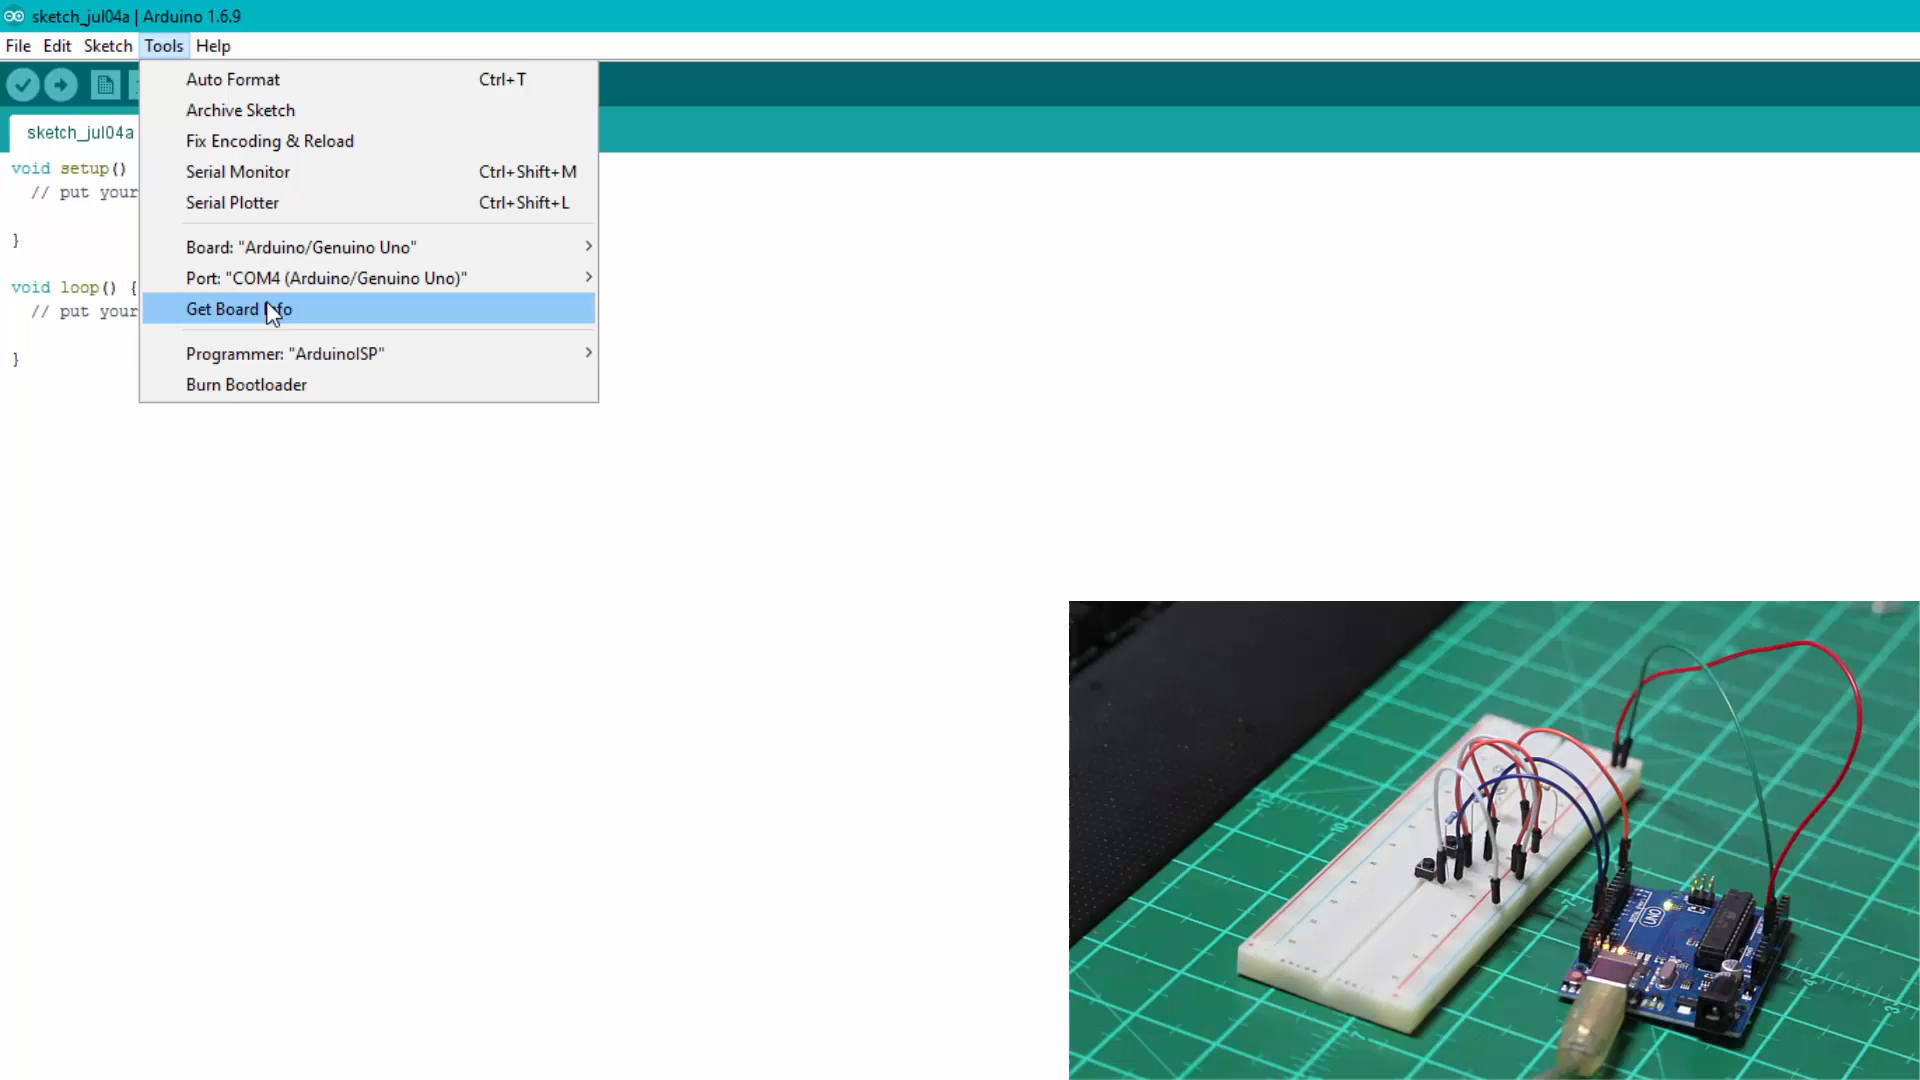 sketch_jul04a | Arduino 1.6.9
File Edit Sketch Tools Help
Auto Format Ctrl+T
Archive Sketch
Fix Encoding & Reload
Serial Monitor Ctrl+Shift+M
Serial Plotter Ctrl+Shift+L
Board: "Arduino/Genuino Uno"
Port: "COM4 (Arduino/Genuino Uno)"
Get Board Info
Programmer: "ArduinoISP"
Burn Bootloader
sketch_jul04a
void setup()
// put your
}
void loop() {
// put your
}
UNO